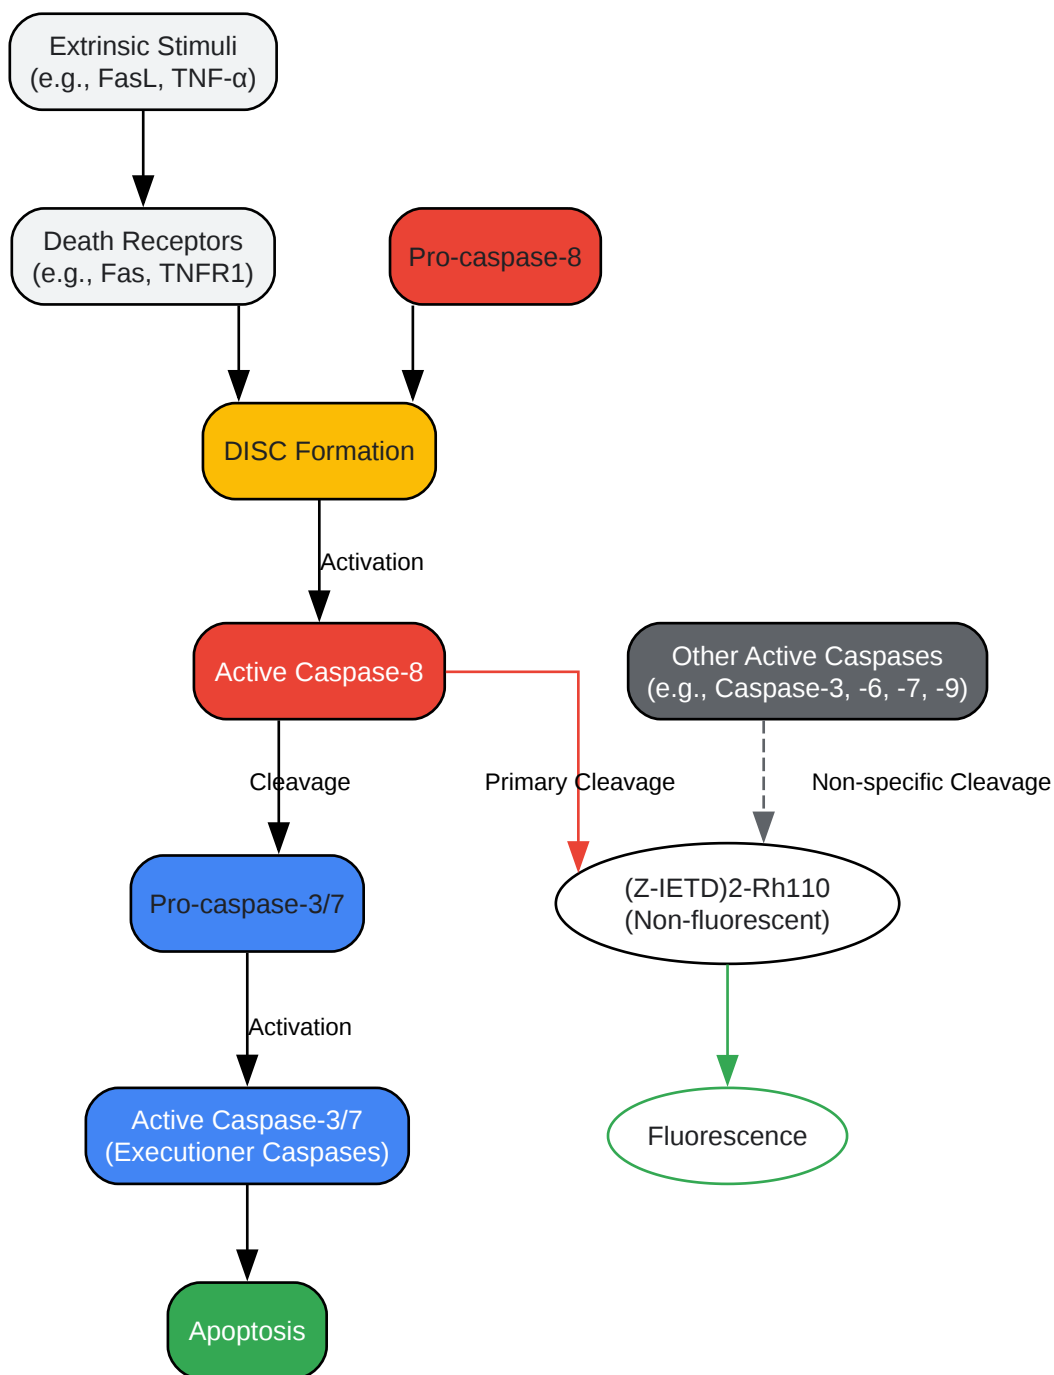 Extrinsic Stimuli
(e.g., FasL, TNF-α)
Death Receptors
(e.g., Fas, TNFR1)
Pro-caspase-8
DISC Formation
Activation
Active Caspase-8
Other Active Caspases
(e.g., Caspase-3, -6, -7, -9)
Cleavage
Primary Cleavage
Non-specific Cleavage
Pro-caspase-3/7
(Z-IETD)2-Rh110
(Non-fluorescent)
Activation
Active Caspase-3/7
(Executioner Caspases)
Fluorescence
Apoptosis